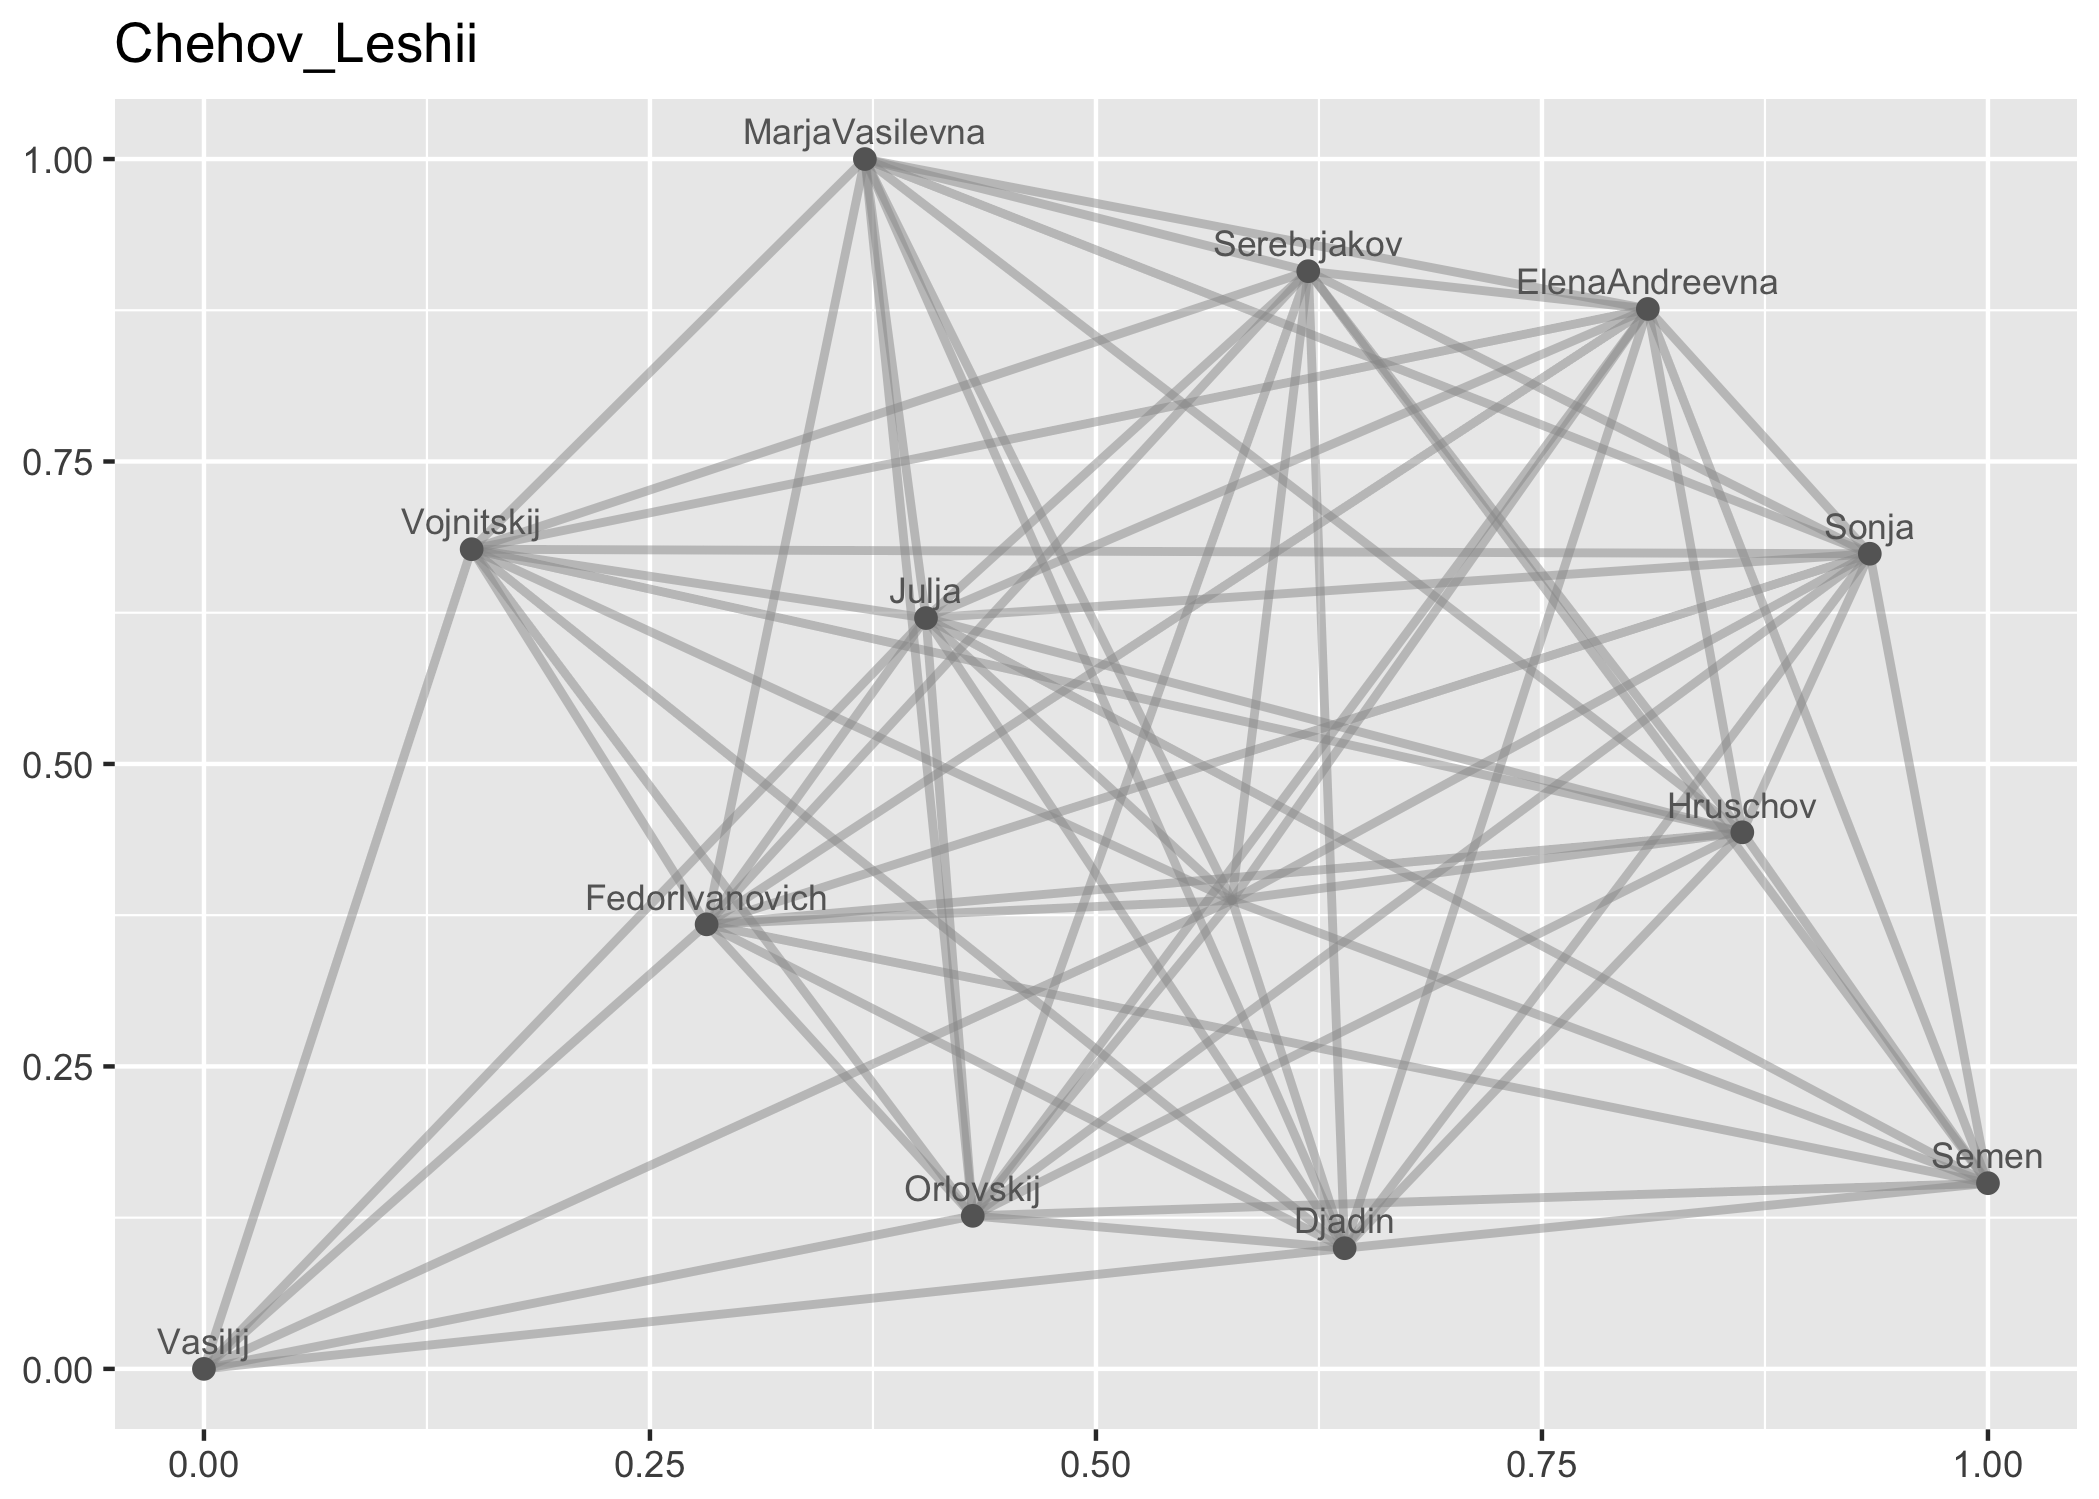 Chehov_Leshii
MarjaVasilevna
Serebrjakov
ElenaAndreevna
Vojnitskij
Sonja
Julja
Hruschov
FedorIvanovich
Semen
Orlovskij
Djadin
Vasilij
1.00
0.75
0.50
0.25
0.00
0.00 0.25 0.50 0.75 1.00